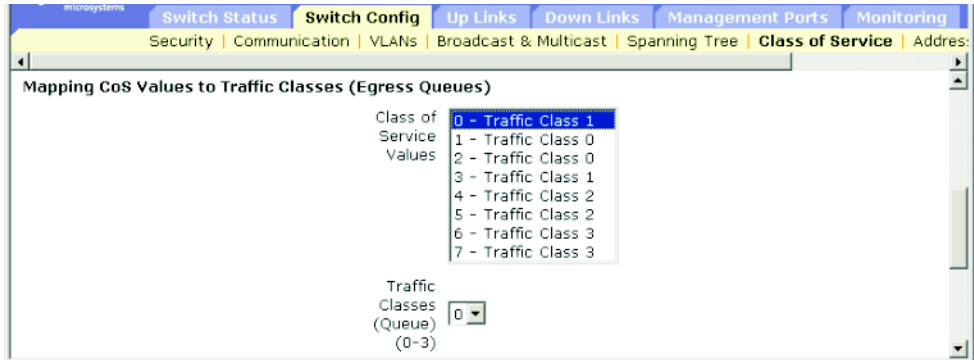 microsystems
Switch Status Switch Config Up Links Down Links Management Ports Monitoring
Security | Communication | VLANs | Broadcast & Multicast | Spanning Tree | Class of Service | Address
Mapping CoS Values to Traffic Classes (Egress Queues)
Class of
Service
Values
0 - Traffic Class 1
1 - Traffic Class 0
2 - Traffic Class 0
3 - Traffic Class 1
4 - Traffic Class 2
5 - Traffic Class 2
6 - Traffic Class 3
7 - Traffic Class 3
Traffic
Classes
(Queue)
(0-3)
0